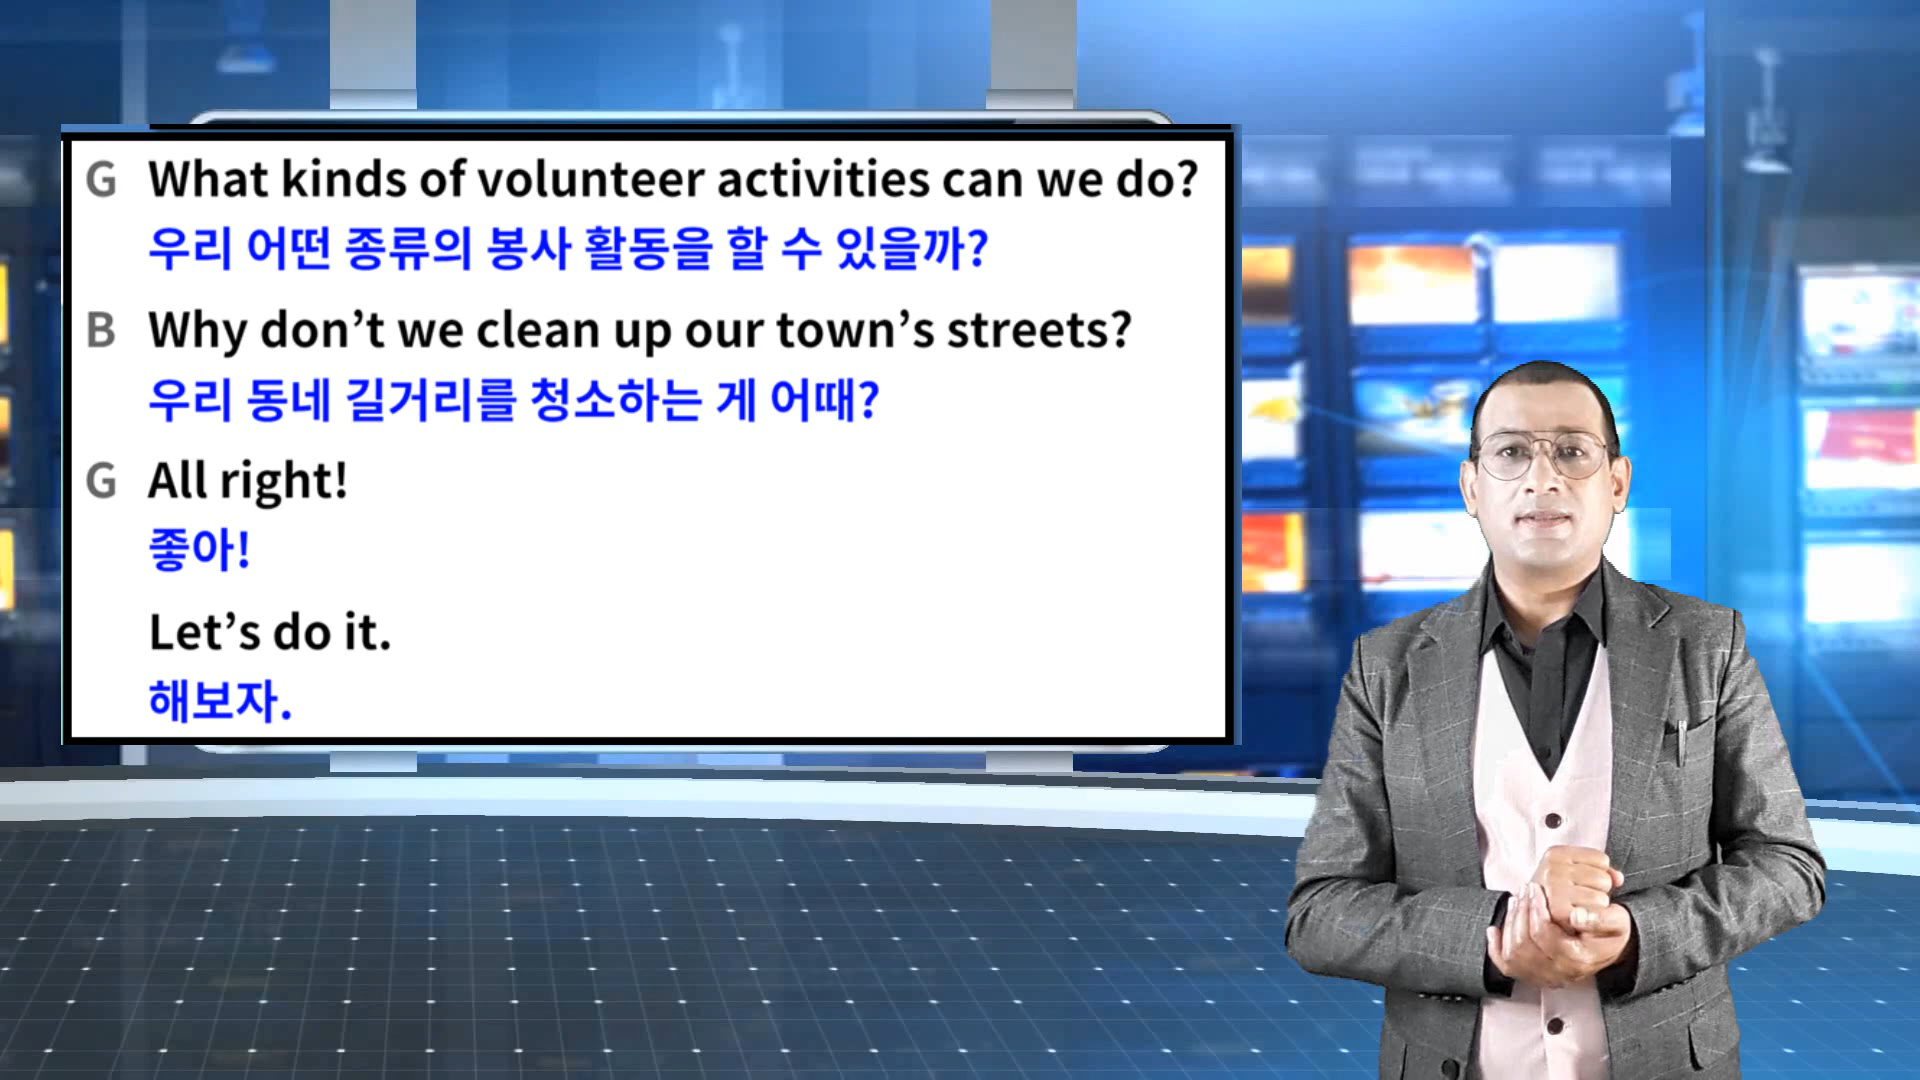 G What kinds of volunteer activities can we do?
우리 어떤 종류의 봉사 활동을 할 수 있을까?
B Why don’t we clean up our town’s streets?
우리 동네 길거리를 청소하는 게 어때?
G All right!
좋아!
Let’s do it.
해보자.